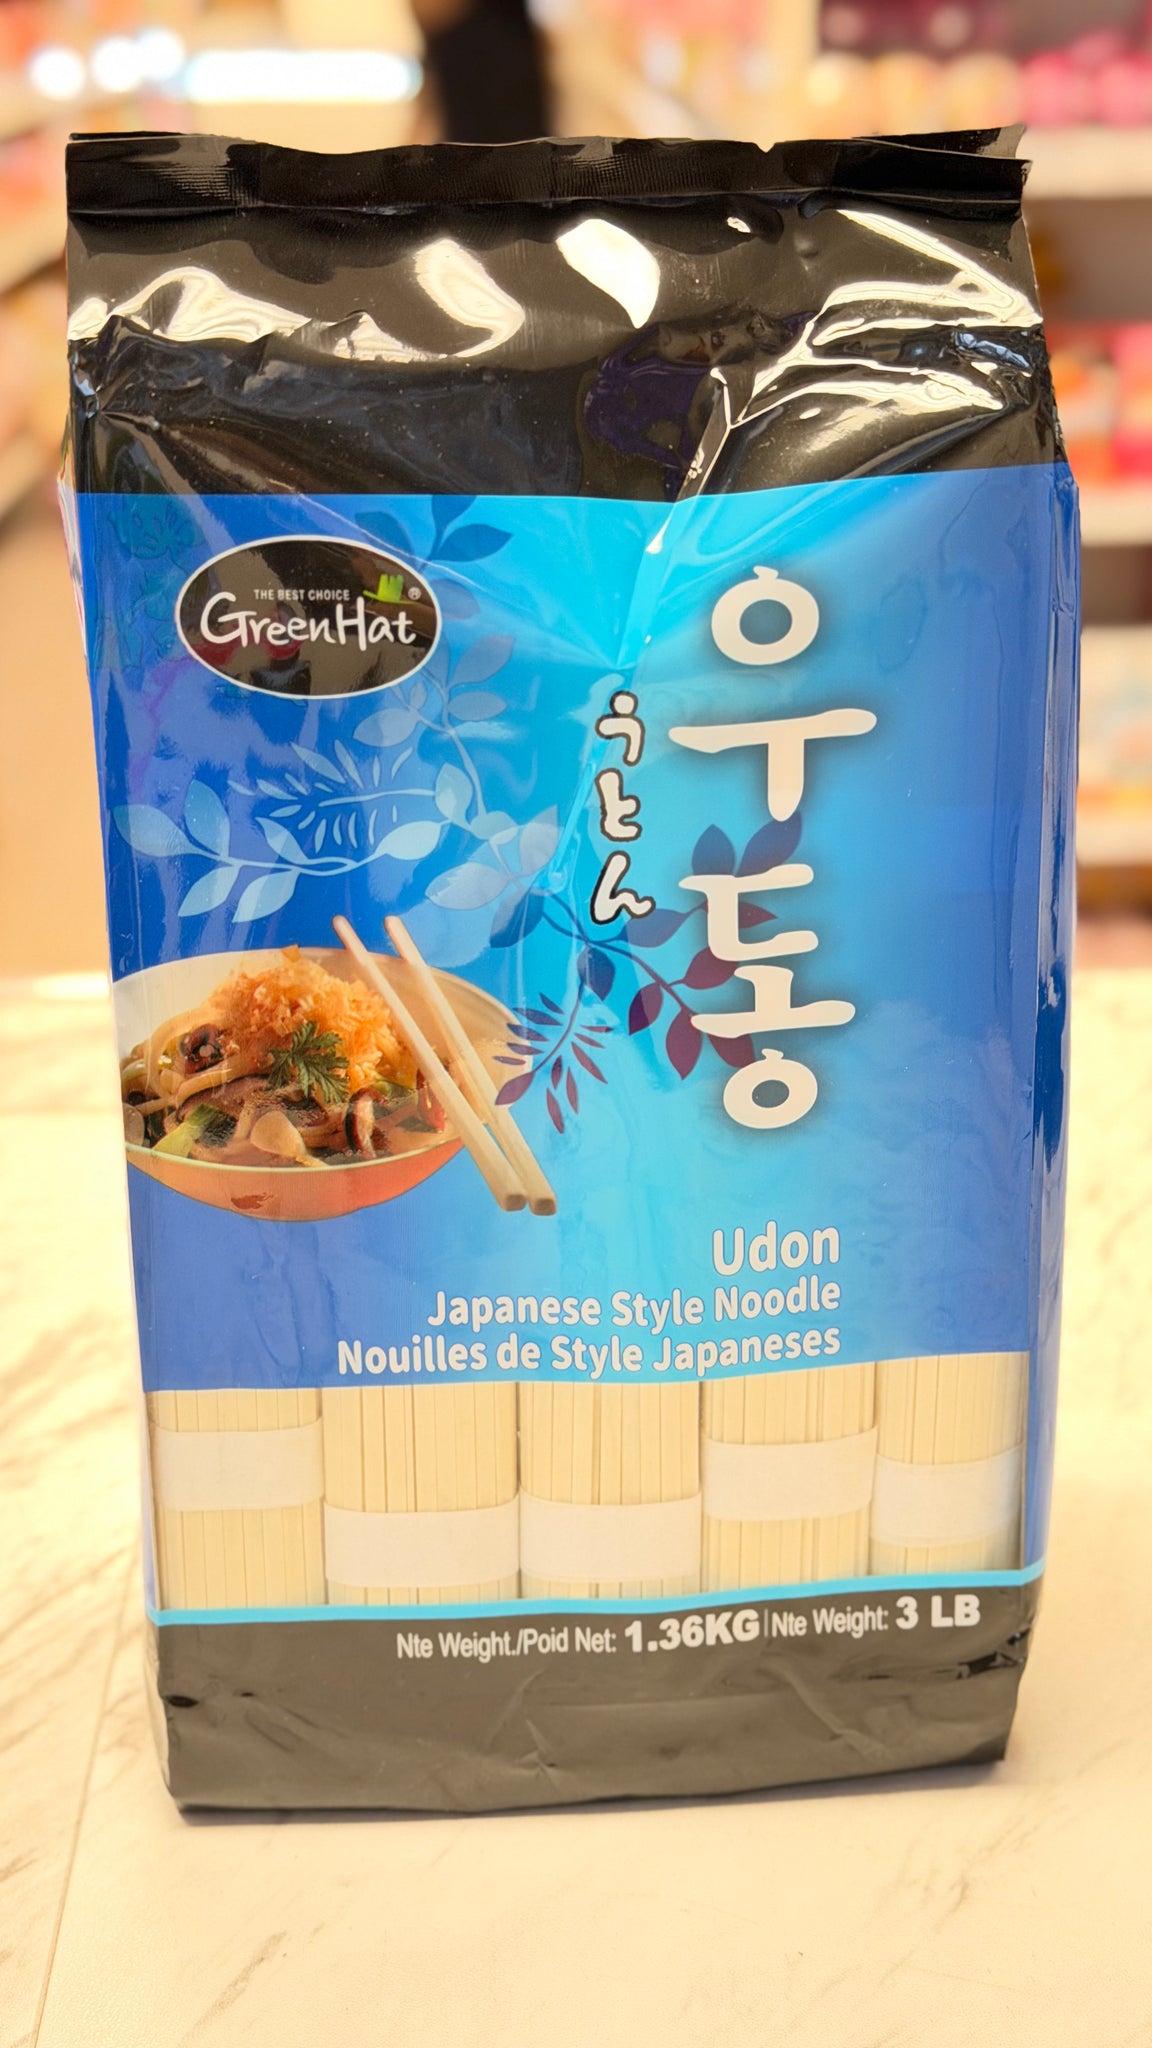 THE BEST CHOICE
GreenHat®
우동
うとん
Udon
Japanese Style Noodle
Nouilles de Style Japaneses
Nte Weight./Poid Net: 1.36KG | Nte Weight: 3 LB